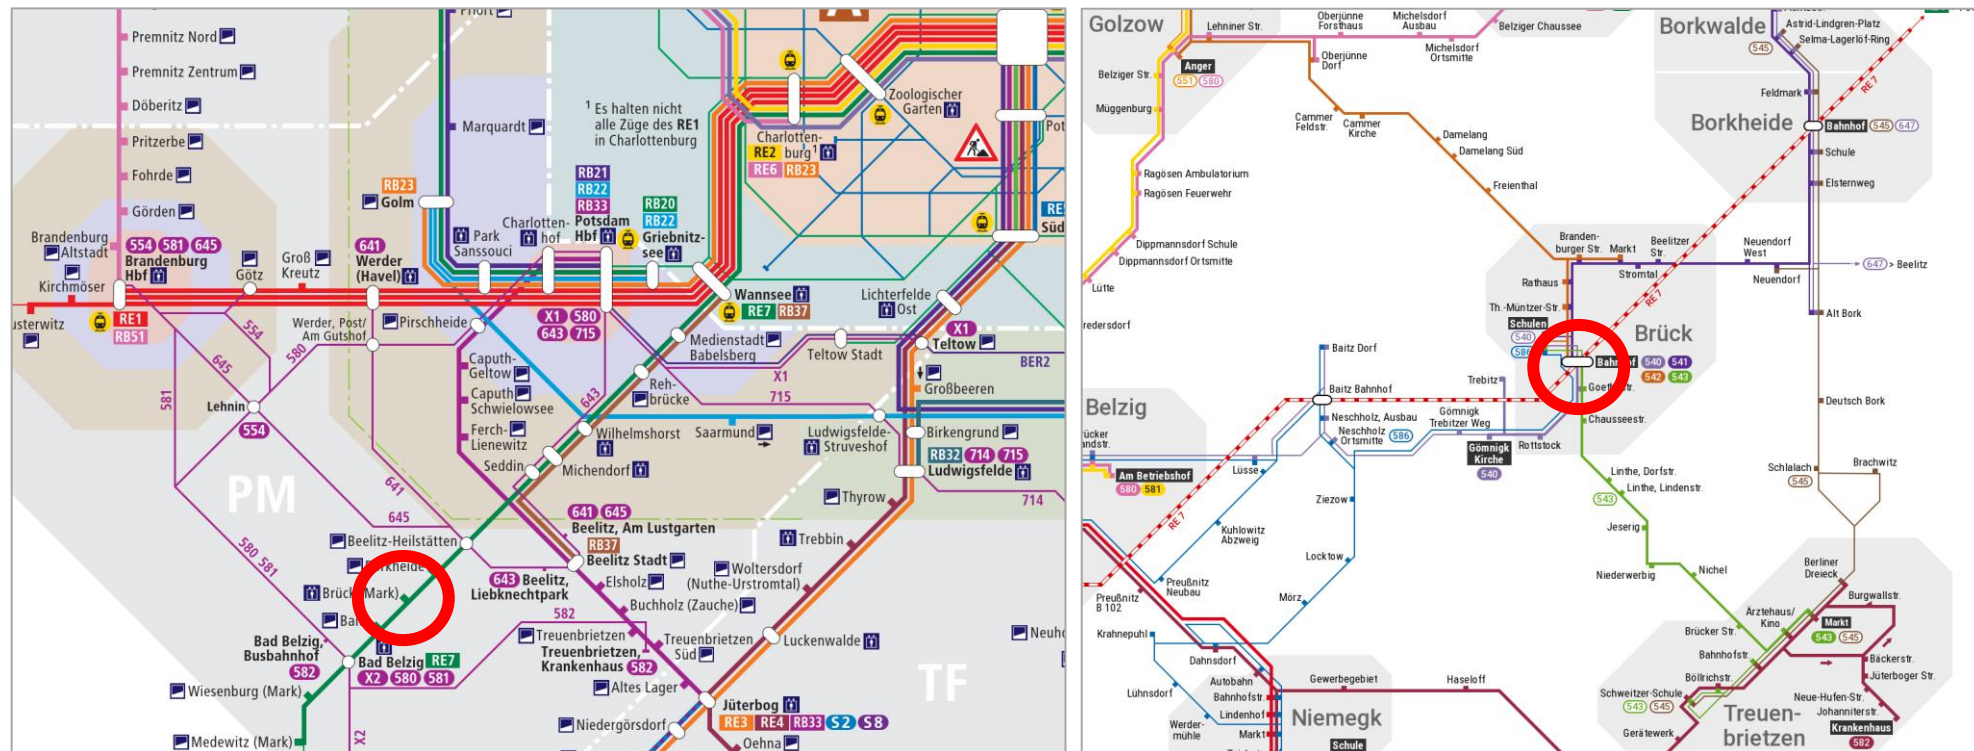 Priort
Premnitz Nord
Premnitz Zentrum
Döberitz
Pritzerbe
Fohrde
Görden
Brandenburg
Altstadt
554 581 645
Brandenburg
Hbf
Kirchmöser
RE1
RB51
Götz
Groß
Kreutz
641
Werder
(Havel)
Marquardt
RB23
Golm
Park
Sanssouci
Charlotten-
hof
RB21
RB22
RB33
Potsdam
Hbf
RB20
RB22
Griebnitz-
see
1 Es halten nicht
alle Züge des RE1
in Charlottenburg
A
Charlotten-
RE2 burg 1
RE6 RB23
Zoologischer
Garten
Wannsee
RE7 RB37
Lichterfelde
Ost
Medienstadt
Babelsberg
Teltow Stadt
X1
Teltow
BER2
Großbeeren
X1 580
643 715
Werder, Post/
Am Gutshof
Pirschheide
Caputh-
Geltow
Caputh
Schwielowsee
Ferch-
Lienewitz
Reh-
brücke
X1
715
643
554
645
580
581
Lehnin
554
Wilhelmshorst
Saarmund
Ludwigsfelde-
Struveshof
Birkengrund
RB32 714 715
Ludwigsfelde
714
Seddin
Michendorf
Thyrow
PM
641
645
641 645
Beelitz, Am Lustgarten
RB37
Beelitz Stadt
Trebbin
Beelitz-Heilstätten
Woltersdorf
(Nuthe-Urstromtal)
580 581
643 Beelitz,
Liebknechtpark
Elsholz
Buchholz (Zauche)
Brück (Mark)
582
Treuenbrietzen
Treuenbrietzen,
Krankenhaus 582
Treuenbrietzen
Süd
Luckenwalde
Bad Belzig,
Busbahnhof
582
Bad Belzig RE7
X2 580 581
Altes Lager
TF
Wiesenburg (Mark)
Jüterbog
RE3 RE4 RB33 S2 S8
Niedergörsdorf
Medewitz (Mark)
X2
Oehna
Golzow
Lehniner Str.
Oberjünne
Forsthaus
Michelsdorf
Ausbau
Belziger Chaussee
Michelsdorf
Ortsmitte
Oberjünne
Dorf
Anger
551 580
Belziger Str.
Müggenburg
Cammer
Feldstr.
Cammer
Kirche
Damelang
Damelang Süd
Freienthal
Ragösen Ambulatorium
Ragösen Feuerwehr
Dippmannsdorf Schule
Dippmannsdorf Ortsmitte
Lütte
Borkwalde
545
Astrid-Lindgren-Platz
Selma-Lagerlöf-Ring
RE 7
Feldmark
Borkheide
Bahnhof 545 647
Schule
Elsternweg
Branden-
burger Str.
Markt
Beelitzer
Str.
Stromtal
Neuendorf
West
Neuendorf
647 > Beelitz
RE 7
Rathaus
Th.-Müntzer-Str.
Schulen
540
586
Brück
Bahnhof 540 541
542 543
Alt Bork
Baitz Dorf
Baitz Bahnhof
Trebitz
Chausseestr.
Deutsch Bork
Belzig
Neschholz, Ausbau
Neschholz
Ortsmitte 586
Gömnigk
Trebitzer Weg
Gömnigk
Kirche
540
Rottstock
Am Betriebshof
580 581
Lüsse
Ziezow
Linthe, Dorfstr.
Linthe, Lindenstr.
543
Schlalach
545
Brachwitz
RE 7
Kuhlowitz
Abzweig
Jeserig
Locktow
Niederwerbig
Nichel
Berliner
Dreieck
Preußnitz
B 102
Preußnitz
Neubau
Mörz
Burgwallstr.
Ärztehaus/
Kino
Markt
543 545
Krahnepuhl
Brücker Str.
Bahnhofstr.
Dahnsdorf
Bäckerstr.
Jüterboger Str.
Autobahn
Gewerbegebiet
Haseloff
Böllrichstr.
Lühnsdorf
Bahnhofstr.
Schweitzer-Schule
543 545
Neue-Hufen-Str.
Johanniterstr.
Lindenhof
Niemegk
Treuen-
brietzen
Krankenhaus
582
Werder-
mühle
Markt
Gerätewerk
Schule